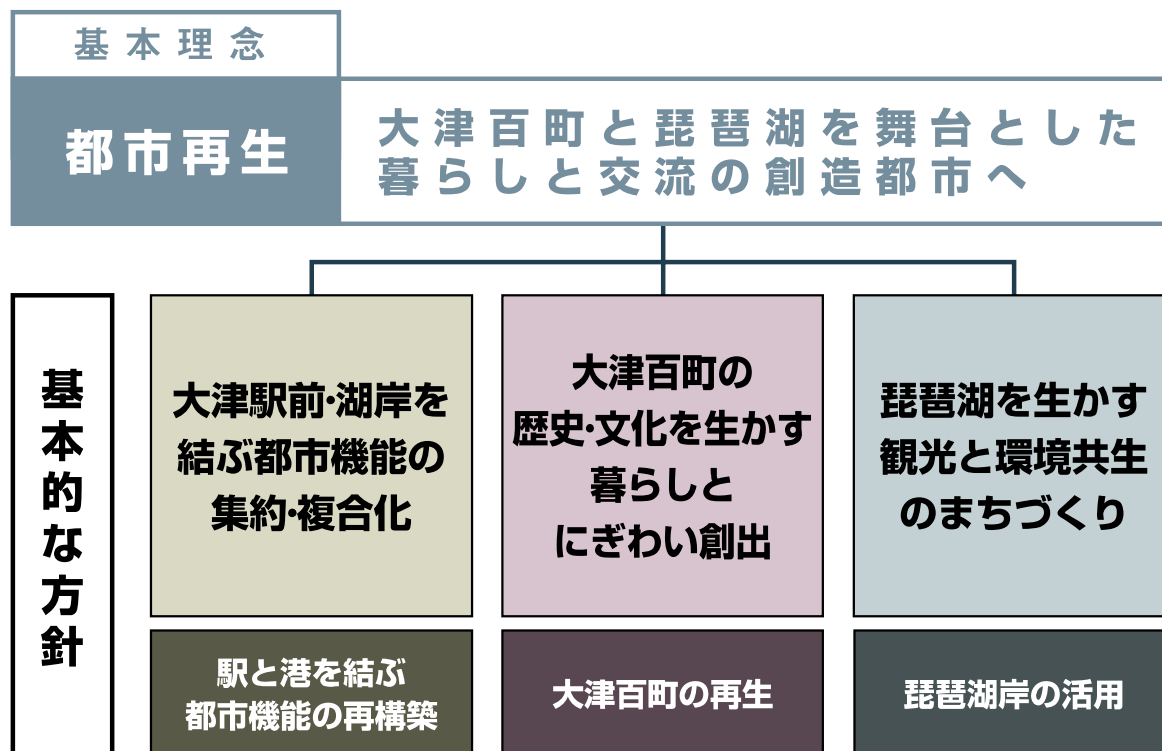 基本理念
都市再生
大津百町と琵琶湖を舞台とした
暮らしと交流の創造都市へ
基本的な方針
大津駅前・湖岸を
結ぶ都市機能の
集約・複合化
大津百町の
歴史・文化を生かす
暮らしと
にぎわい創出
琵琶湖を生かす
観光と環境共生
のまちづくり
駅と港を結ぶ
都市機能の再構築
大津百町の再生
琵琶湖岸の活用